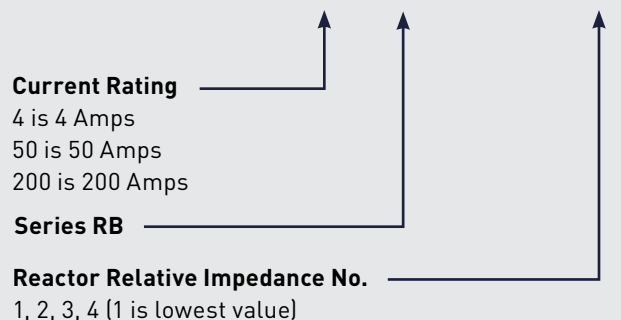 Current Rating
4 is 4 Amps
50 is 50 Amps
200 is 200 Amps
Series RB
Reactor Relative Impedance No.
1, 2, 3, 4 (1 is lowest value)